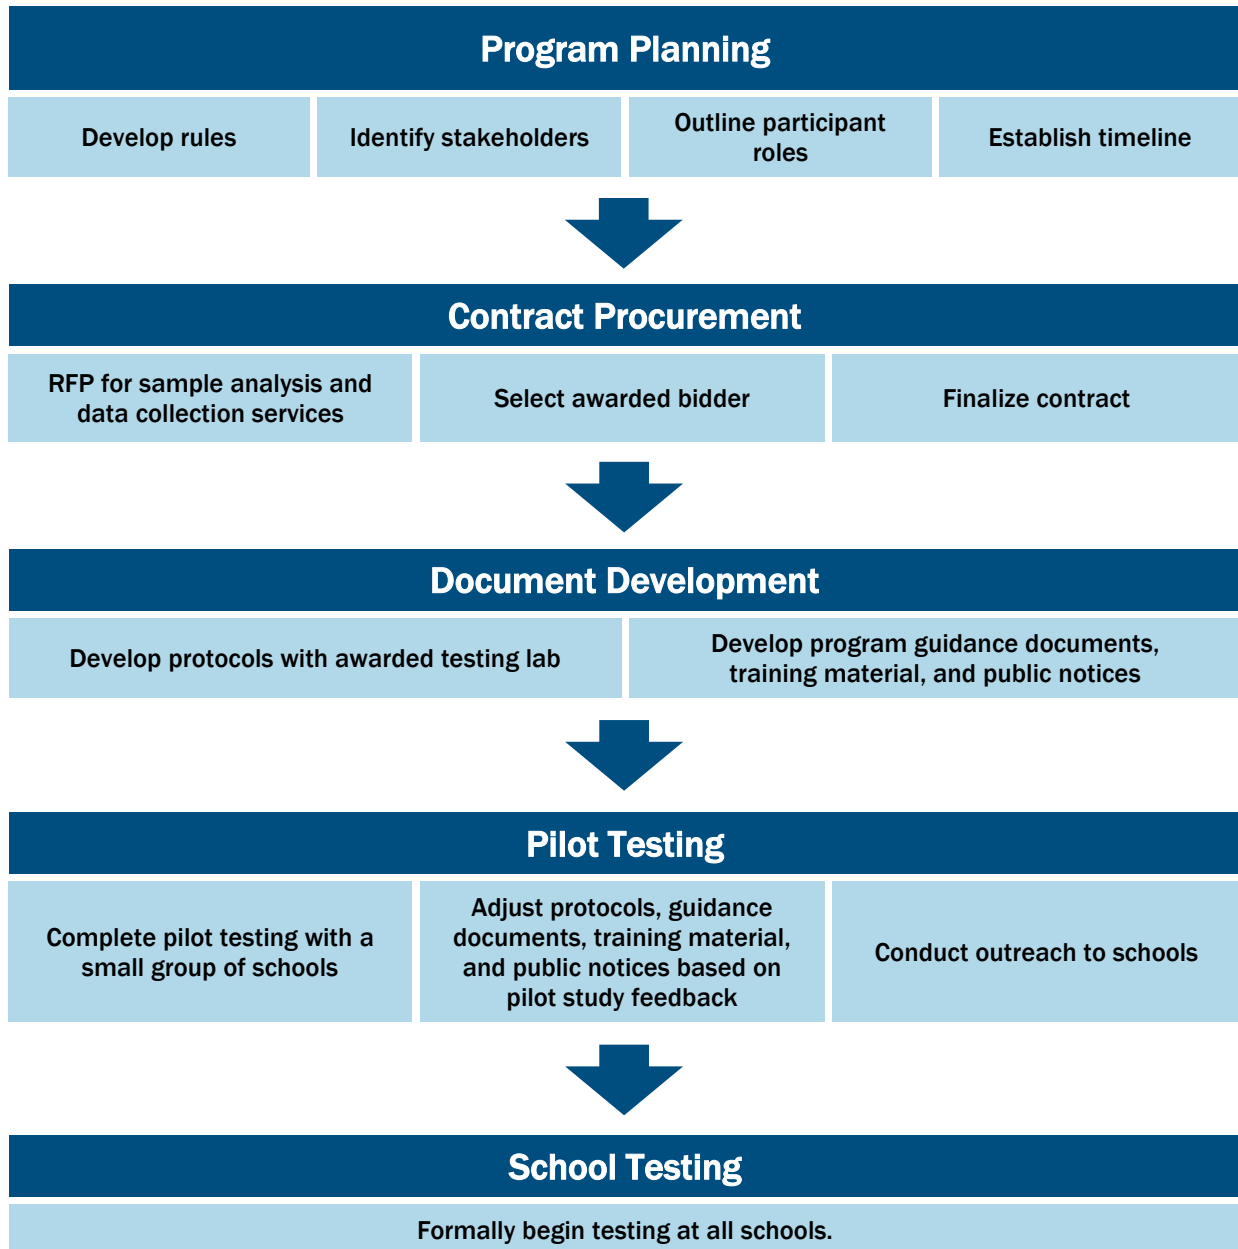 Program Planning
Develop rules
Identify stakeholders
Outline participant
roles
Establish timeline
Contract Procurement
RFP for sample analysis and
data collection services
Select awarded bidder
Finalize contract
Document Development
Develop protocols with awarded testing lab
Develop program guidance documents,
training material, and public notices
Pilot Testing
Complete pilot testing with a
small group of schools
Adjust protocols, guidance
documents, training material,
and public notices based on
pilot study feedback
Conduct outreach to schools
School Testing
Formally begin testing at all schools.